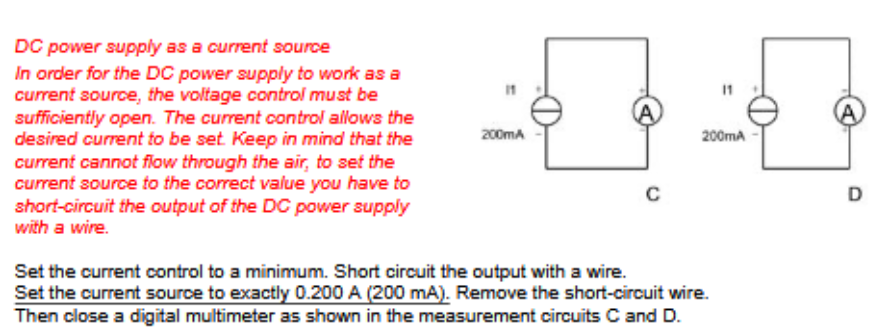 DC power supply as a current source
In order for the DC power supply to work as a
current source, the voltage control must be
sufficiently open. The current control allows the
desired current to be set. Keep in mind that the
current cannot flow through the air, to set the
current source to the correct value you have to
short-circuit the output of the DC power supply
with a wire.
I1 + + A 200mA - - C
I1 + - A 200mA - + D
Set the current control to a minimum. Short circuit the output with a wire.
Set the current source to exactly 0.200 A (200 mA). Remove the short-circuit wire.
Then close a digital multimeter as shown in the measurement circuits C and D.